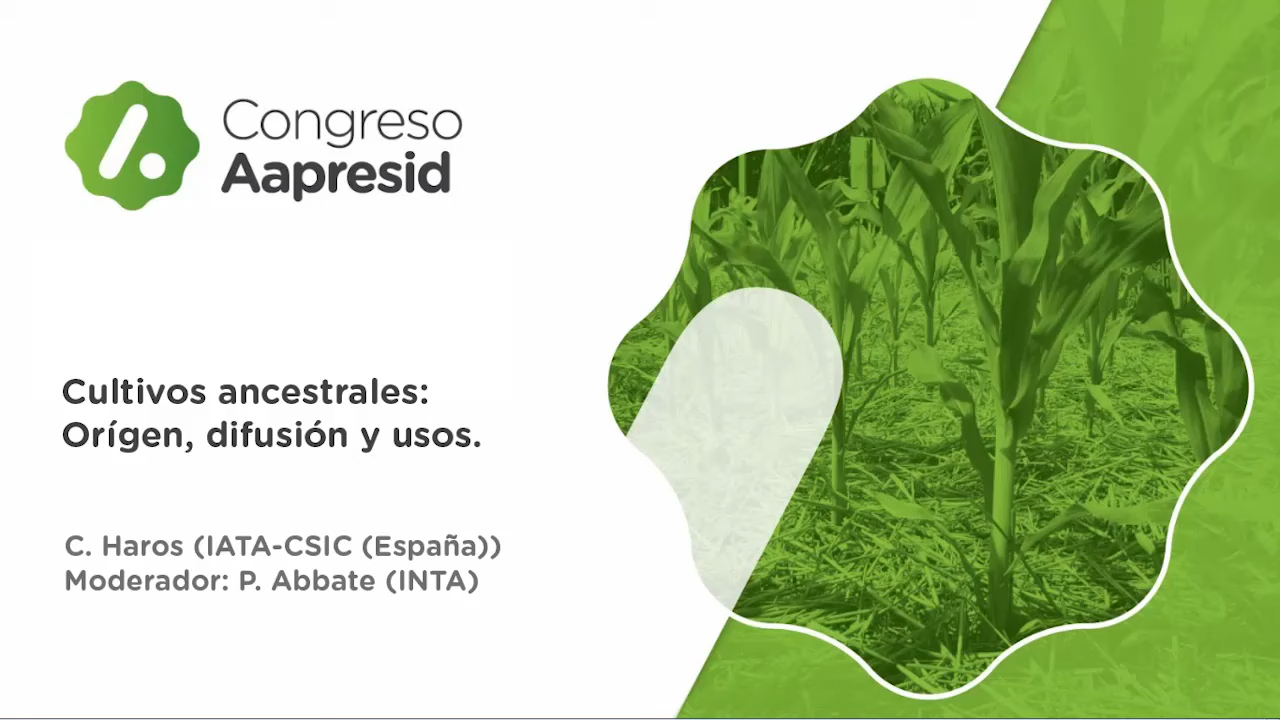 Congreso
Aapresid
Cultivos ancestrales:
Orígen, difusión y usos.
C. Haros (IATA-CSIC (España))
Moderador: P. Abbate (INTA)